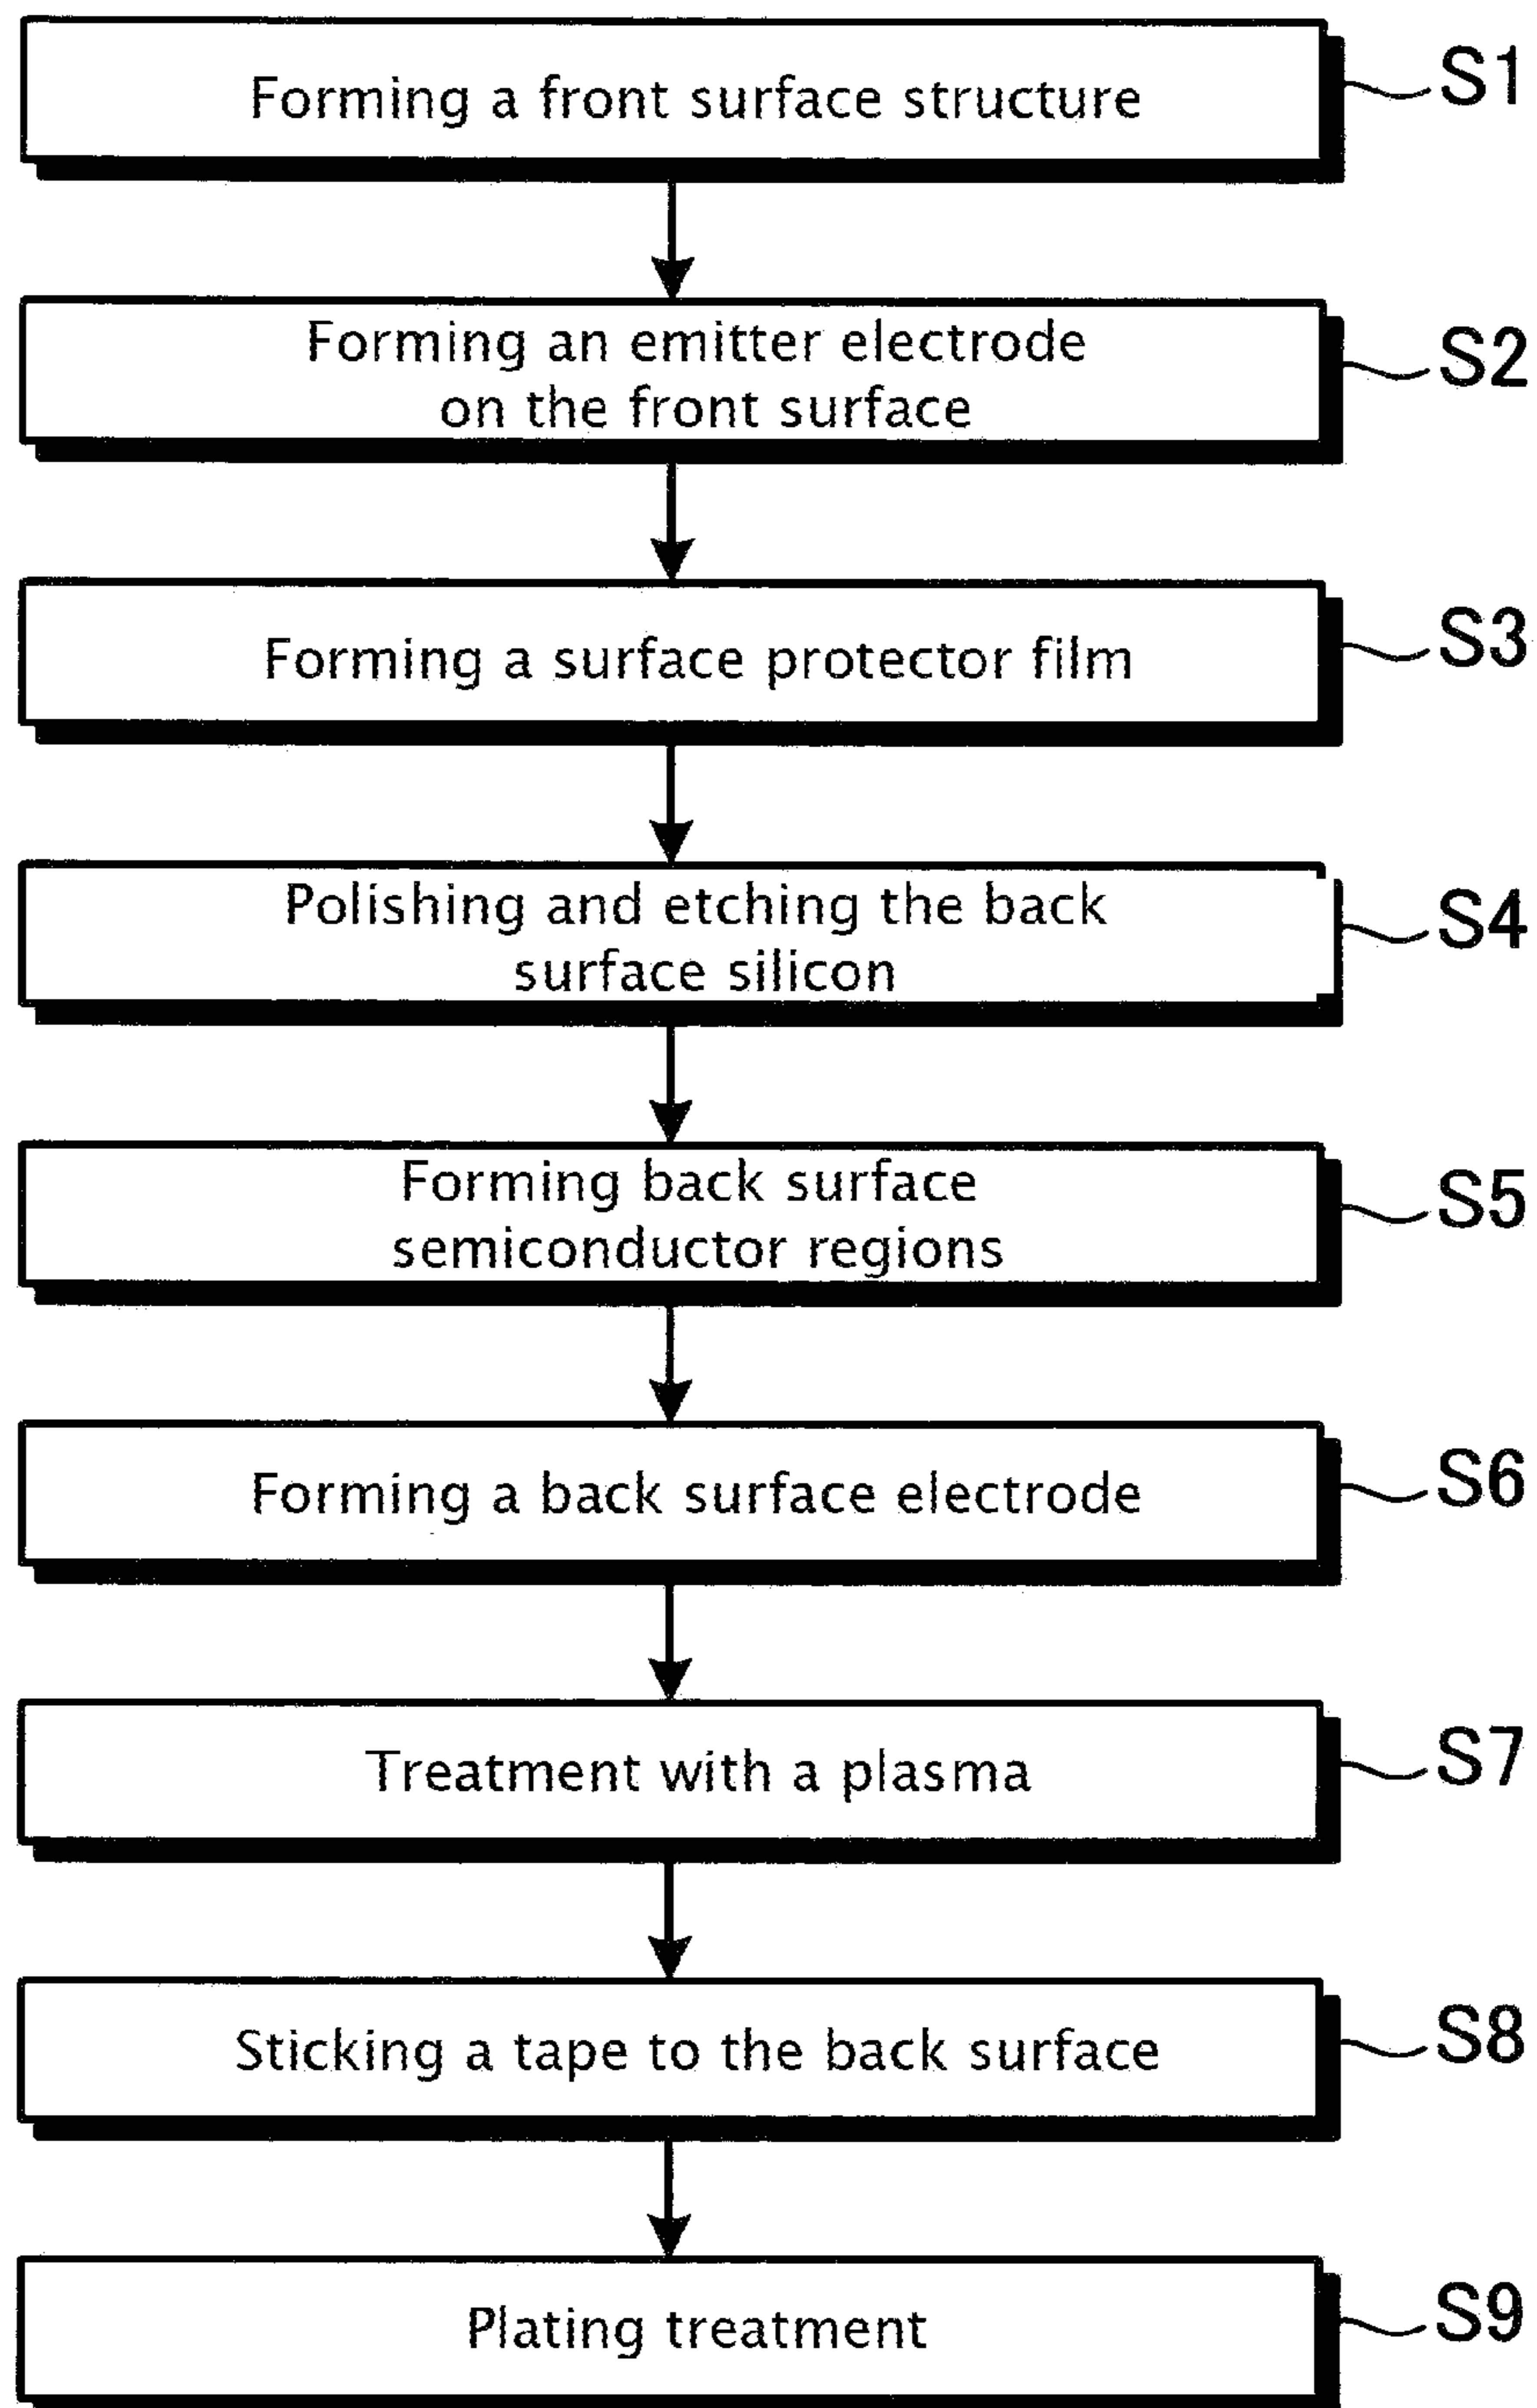 Forming a front surface structure
S1
Forming an emitter electrode
on the front surface
S2
Forming a surface protector film
S3
Polishing and etching the back
surface silicon
S4
Forming back surface
semiconductor regions
S5
Forming a back surface electrode
S6
Treatment with a plasma
S7
Sticking a tape to the back surface
S8
Plating treatment
S9